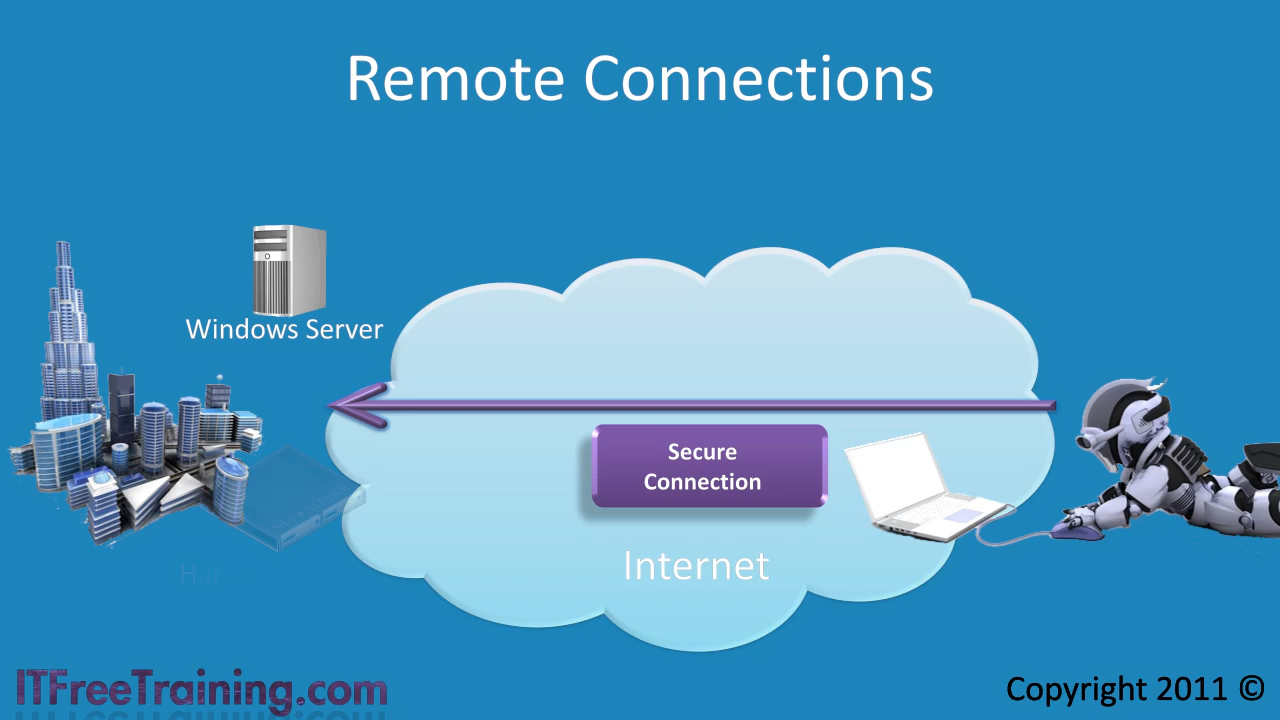 Remote Connections
Windows Server
Secure
Connection
Internet
ITFreeTraining.com
Copyright 2011 ©